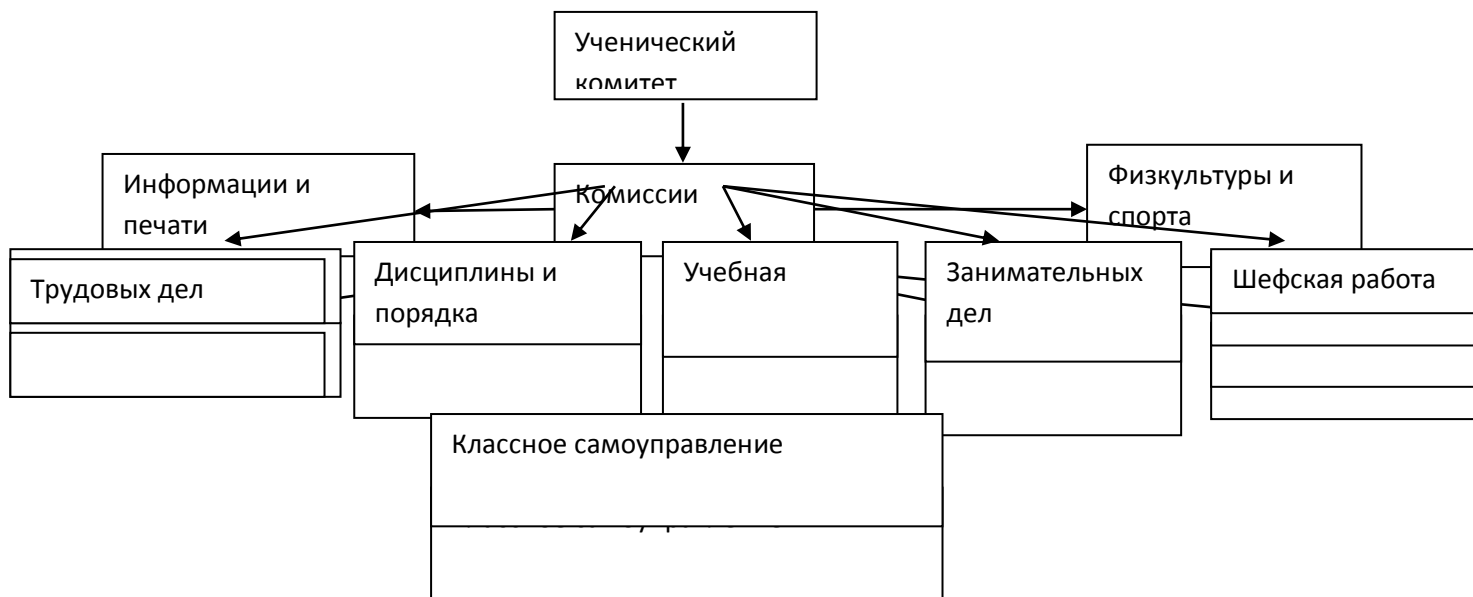 Ученический
комитет
Информации и
печати
Комиссии
Физкультуры и
спорта
Трудовых дел
Дисциплины и
порядка
Учебная
Занимательных
дел
Шефская работа
Классное самоуправление